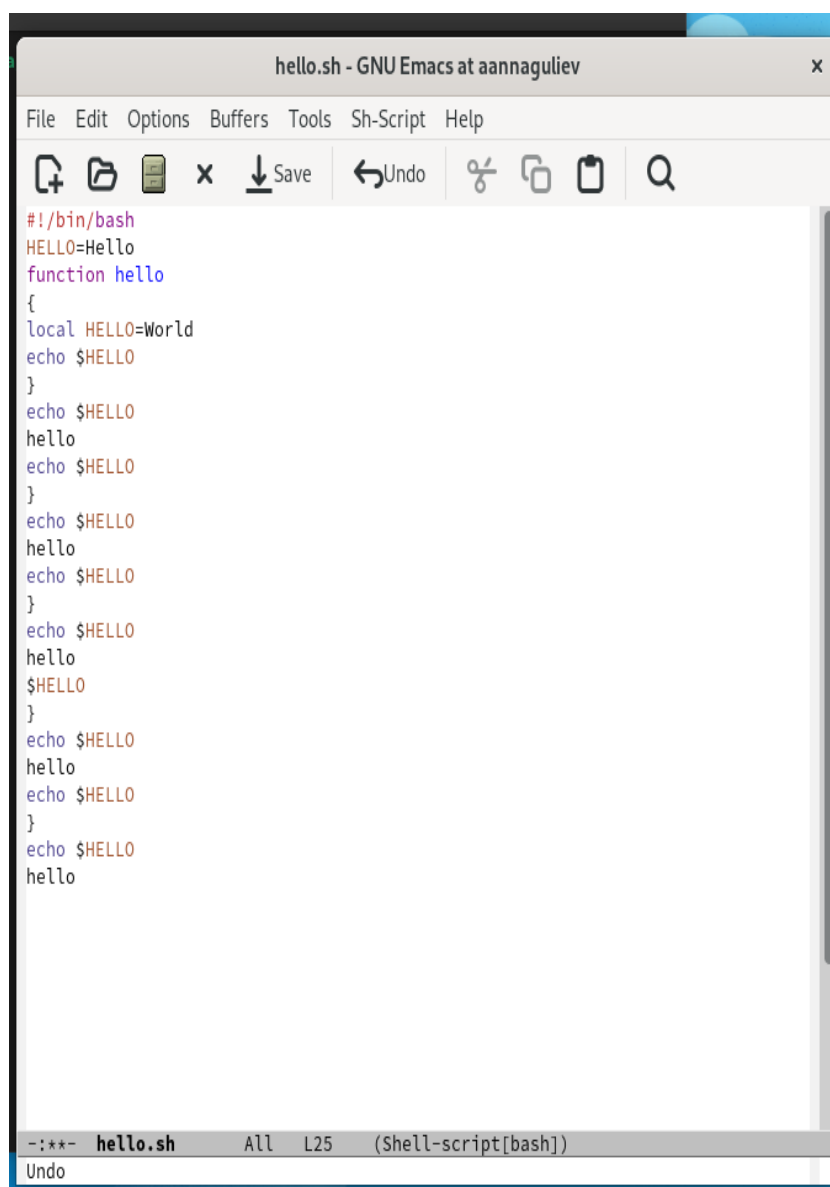 hello.sh - GNU Emacs at aannaguliev
File Edit Options Buffers Tools Sh-Script Help
Save Undo
#!/bin/bash
HELLO=Hello
function hello
{
local HELLO=World
echo $HELLO
}
echo $HELLO
hello
echo $HELLO
}
echo $HELLO
hello
echo $HELLO
}
echo $HELLO
hello
$HELLO
}
echo $HELLO
hello
echo $HELLO
}
echo $HELLO
hello
-:**- hello.sh All L25 (Shell-script[bash])
Undo